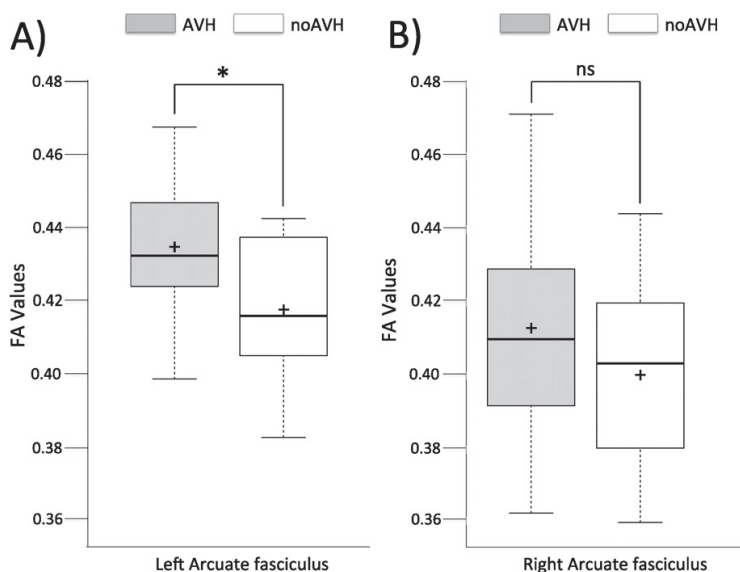 A)
AVH
noAVH
*
0.48
0.46
0.44
0.42
0.40
0.38
0.36
FA Values
Left Arcuate fasciculus
B)
AVH
noAVH
ns
0.48
0.46
0.44
0.42
0.40
0.38
0.36
FA Values
Right Arcuate fasciculus